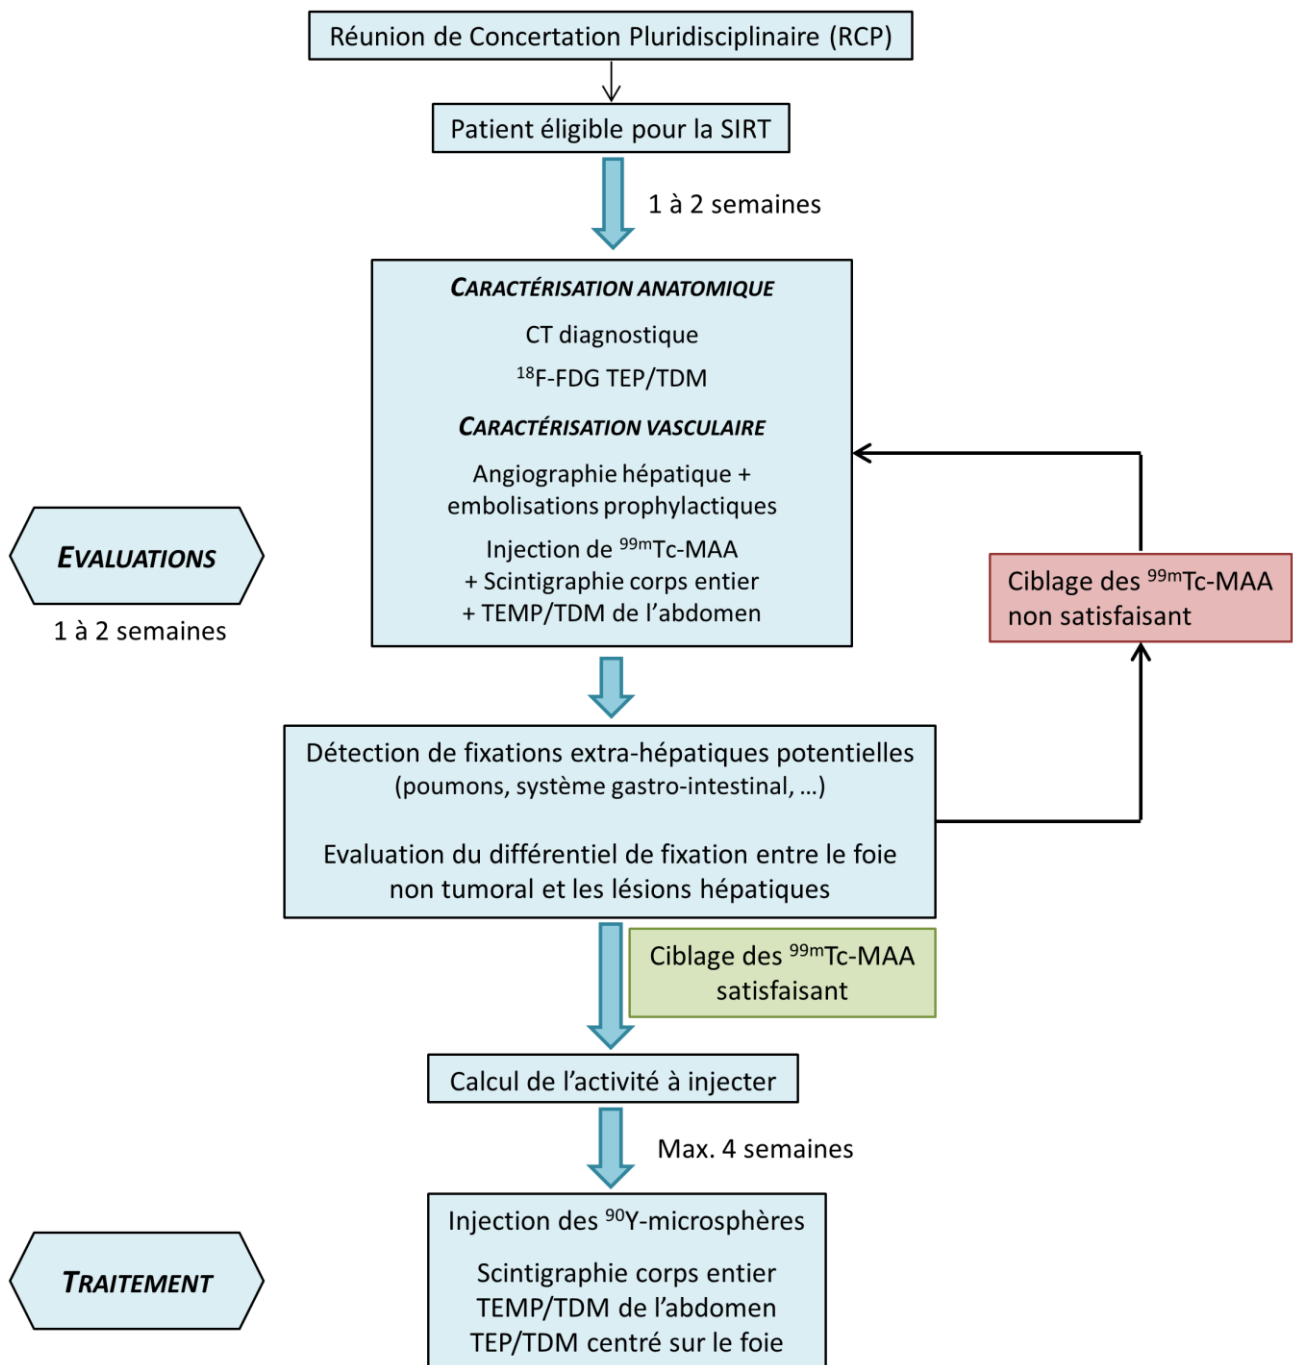 Réunion de Concertation Pluridisciplinaire (RCP)
Patient éligible pour la SIRT
1 à 2 semaines
CARACTÉRISATION ANATOMIQUE
CT diagnostique
¹⁸F-FDG TEP/TDM
CARACTÉRISATION VASCULAIRE
Angiographie hépatique +
embolisations prophylactiques
Injection de ⁹⁹ᵐTc-MAA
+ Scintigraphie corps entier
+ TEMP/TDM de l’abdomen
EVALUATIONS
1 à 2 semaines
Ciblage des ⁹⁹ᵐTc-MAA
non satisfaisant
Détection de fixations extra-hépatiques potentielles
(poumons, système gastro-intestinal, …)
Evaluation du différentiel de fixation entre le foie
non tumoral et les lésions hépatiques
Ciblage des ⁹⁹ᵐTc-MAA
satisfaisant
Calcul de l’activité à injecter
Max. 4 semaines
Injection des ⁹⁰Y-microsphères
Scintigraphie corps entier
TEMP/TDM de l’abdomen
TEP/TDM centré sur le foie
TRAITEMENT